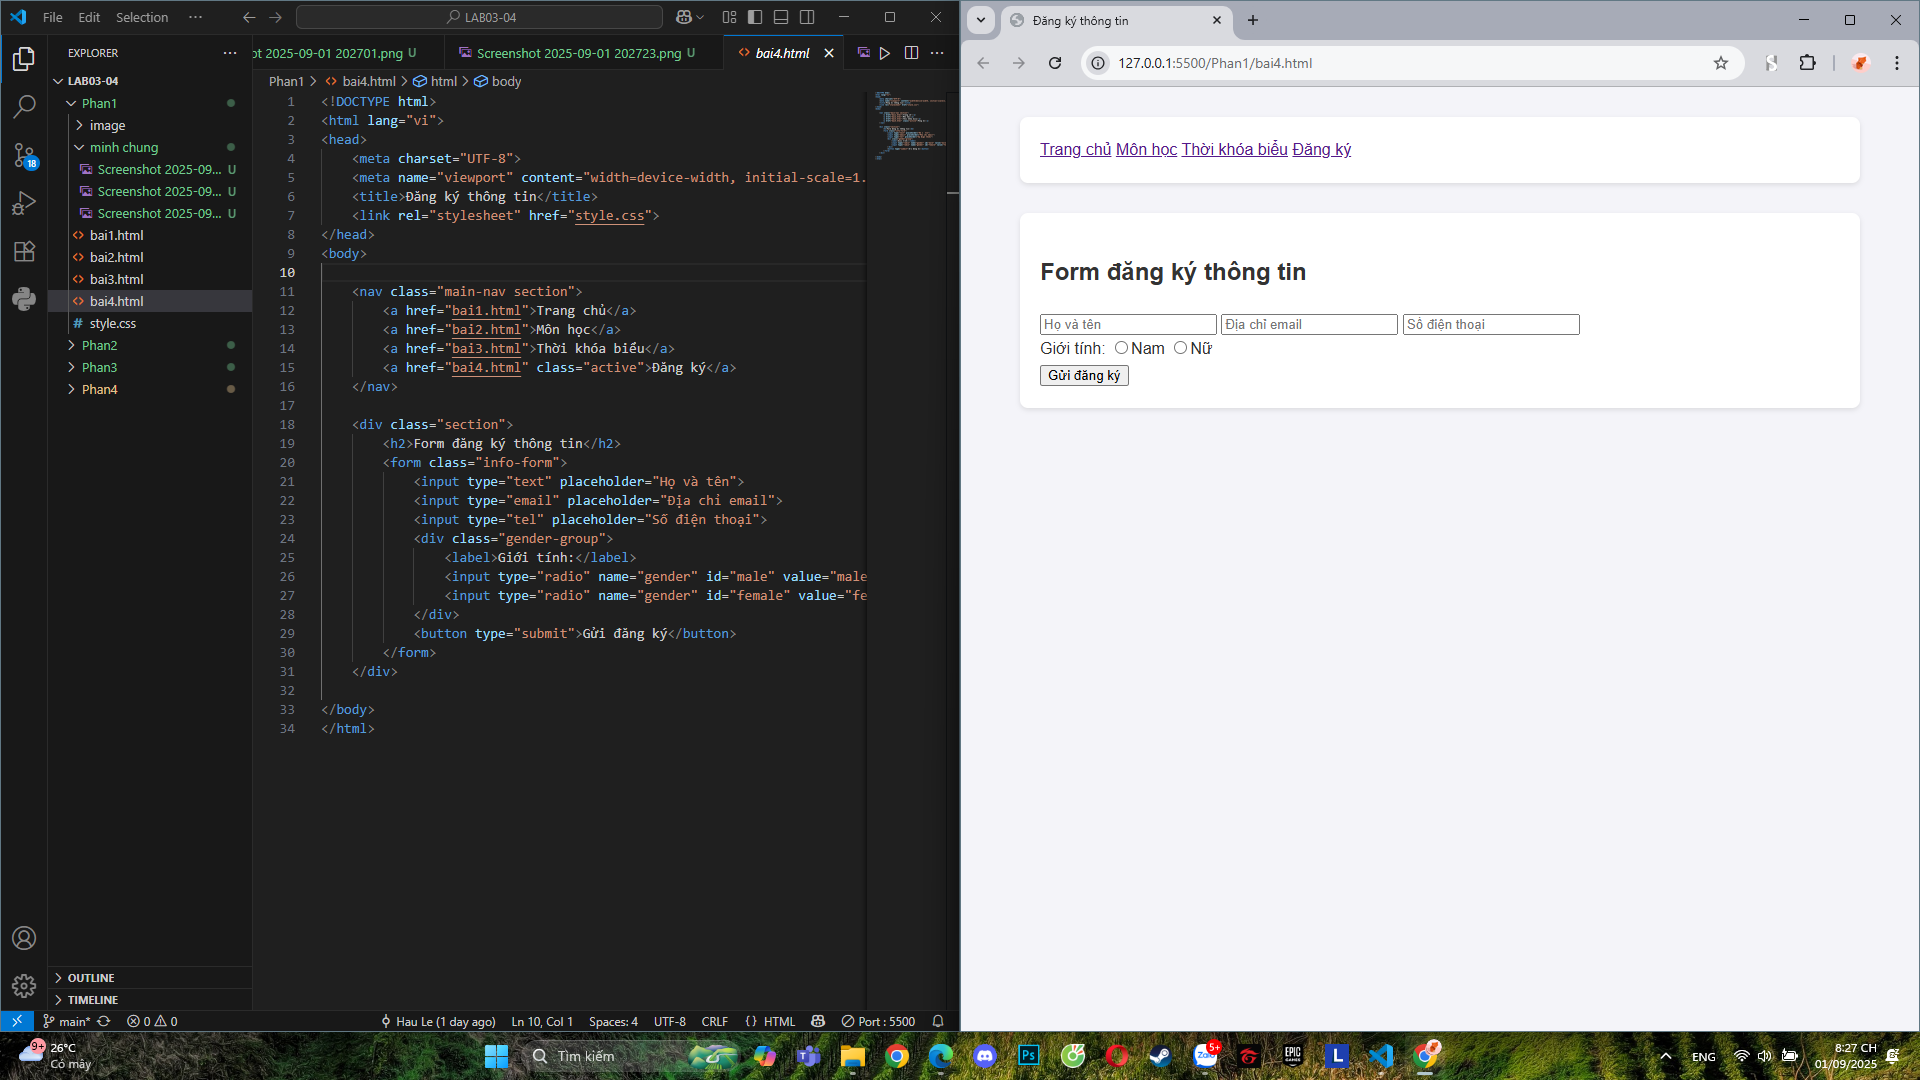 File Edit Selection ··· LAB03-04
EXPLORER ···
LAB03-04
Phan1
image
minh chung
Screenshot 2025-09... U
Screenshot 2025-09... U
Screenshot 2025-09... U
bai1.html
bai2.html
bai3.html
bai4.html
# style.css
Phan2
Phan3
Phan4
OUTLINE
TIMELINE
18
ot 2025-09-01 202701.png U Screenshot 2025-09-01 202723.png U bai4.html
Phan1 > bai4.html > html > body
1 <!DOCTYPE html>
2 <html lang="vi">
3 <head>
4 <meta charset="UTF-8">
5 <meta name="viewport" content="width=device-width, initial-scale=1.
6 <title>Đăng ký thông tin</title>
7 <link rel="stylesheet" href="style.css">
8 </head>
9 <body>
10
11 <nav class="main-nav section">
12 <a href="bai1.html">Trang chủ</a>
13 <a href="bai2.html">Môn học</a>
14 <a href="bai3.html">Thời khóa biểu</a>
15 <a href="bai4.html" class="active">Đăng ký</a>
16 </nav>
17
18 <div class="section">
19 <h2>Form đăng ký thông tin</h2>
20 <form class="info-form">
21 <input type="text" placeholder="Họ và tên">
22 <input type="email" placeholder="Địa chỉ email">
23 <input type="tel" placeholder="Số điện thoại">
24 <div class="gender-group">
25 <label>Giới tính:</label>
26 <input type="radio" name="gender" id="male" value="male
27 <input type="radio" name="gender" id="female" value="fe
28 </div>
29 <button type="submit">Gửi đăng ký</button>
30 </form>
31 </div>
32
33 </body>
34 </html>
main* 0 0 Hau Le (1 day ago) Ln 10, Col 1 Spaces: 4 UTF-8 CRLF {} HTML Port : 5500
Đăng ký thông tin
127.0.0.1:5500/Phan1/bai4.html
Trang chủ Môn học Thời khóa biểu Đăng ký
Form đăng ký thông tin
Họ và tên Địa chỉ email Số điện thoại
Giới tính: Nam Nữ
Gửi đăng ký
9+ 26°C
Có mây
Tìm kiếm
Ps
Zalo 5+
EPIC GAMES
L
ENG
8:27 CH
01/09/2025